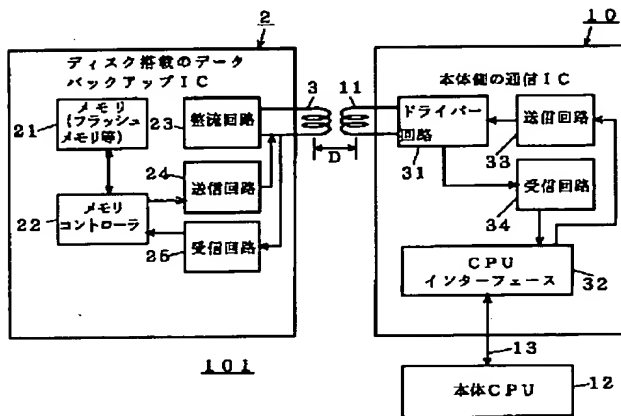 2
ディスク搭載のデータ
バックアップIC
メモリ
(フラッシュ
メモリ等)
21
整流回路
23
24
送信回路
22
メモリ
コントローラ
25
受信回路
101
3
11
D
10
本体側の通信IC
ドライバー
回路
31
送信回路
33
受信回路
34
CPU
インターフェース
32
13
本体CPU
12